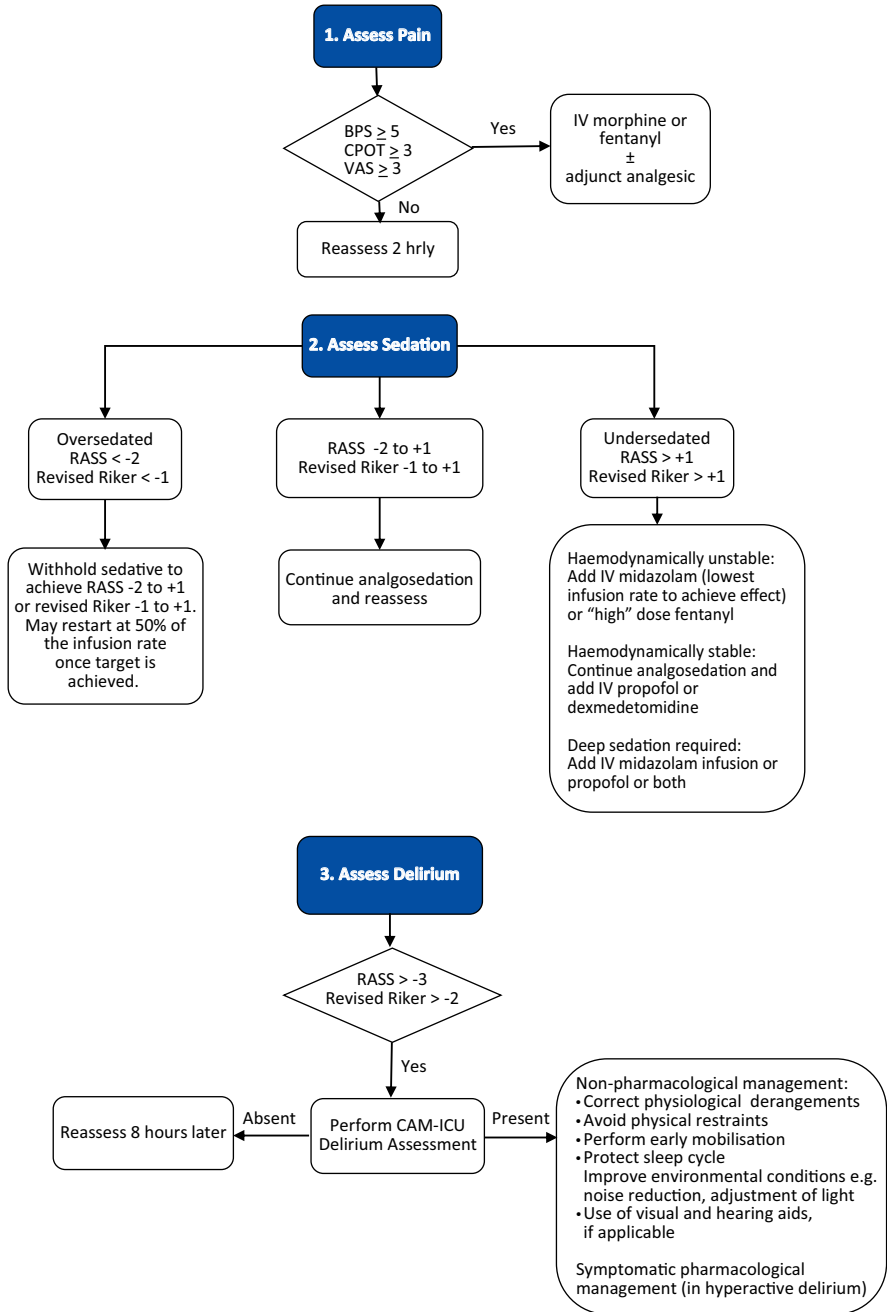 1. Assess Pain
BPS ≥ 5
CPOT ≥ 3
VAS ≥ 3
Yes
IV morphine or
fentanyl
±
adjunct analgesic
No
Reassess 2 hrly
2. Assess Sedation
Oversedated
RASS < -2
Revised Riker < -1
RASS -2 to +1
Revised Riker -1 to +1
Undersedated
RASS > +1
Revised Riker > +1
Withhold sedative to
achieve RASS -2 to +1
or revised Riker -1 to +1.
May restart at 50% of
the infusion rate
once target is
achieved.
Continue analgosedation
and reassess
Haemodynamically unstable:
Add IV midazolam (lowest
infusion rate to achieve effect)
or “high” dose fentanyl
Haemodynamically stable:
Continue analgosedation and
add IV propofol or
dexmedetomidine
Deep sedation required:
Add IV midazolam infusion or
propofol or both
3. Assess Delirium
RASS > -3
Revised Riker > -2
Yes
Reassess 8 hours later
Absent
Perform CAM-ICU
Delirium Assessment
Present
Non-pharmacological management:
• Correct physiological derangements
• Avoid physical restraints
• Perform early mobilisation
• Protect sleep cycle
Improve environmental conditions e.g.
noise reduction, adjustment of light
• Use of visual and hearing aids,
if applicable
Symptomatic pharmacological
management (in hyperactive delirium)